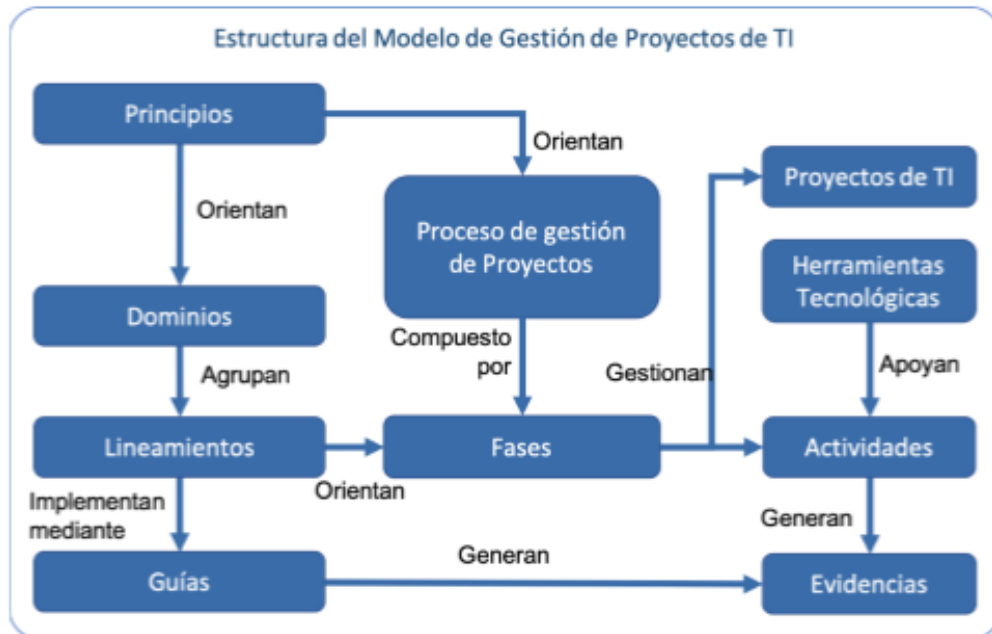 Estructura del Modelo de Gestión de Proyectos de TI
Principios
Orientan
Orientan
Proyectos de TI
Proceso de gestión
de Proyectos
Herramientas
Tecnológicas
Dominios
Compuesto
por
Agrupan
Gestionan
Apoyan
Lineamientos
Fases
Actividades
Implementan
mediante
Orientan
Generan
Generan
Guías
Evidencias